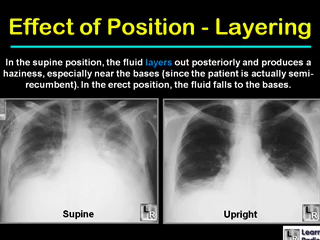 Effect of Position - Layering
In the supine position, the fluid layers out posteriorly and produces a
haziness, especially near the bases (since the patient is actually semi-
recumbent). In the erect position, the fluid falls to the bases.
Supine
Upright